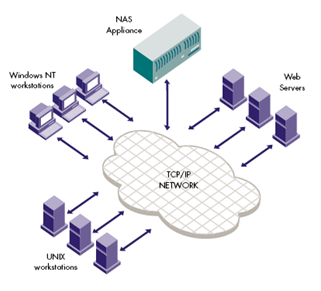 NAS
Appliance
Windows NT
workstations
Web
Servers
TCP/IP
NETWORK
UNIX
workstations